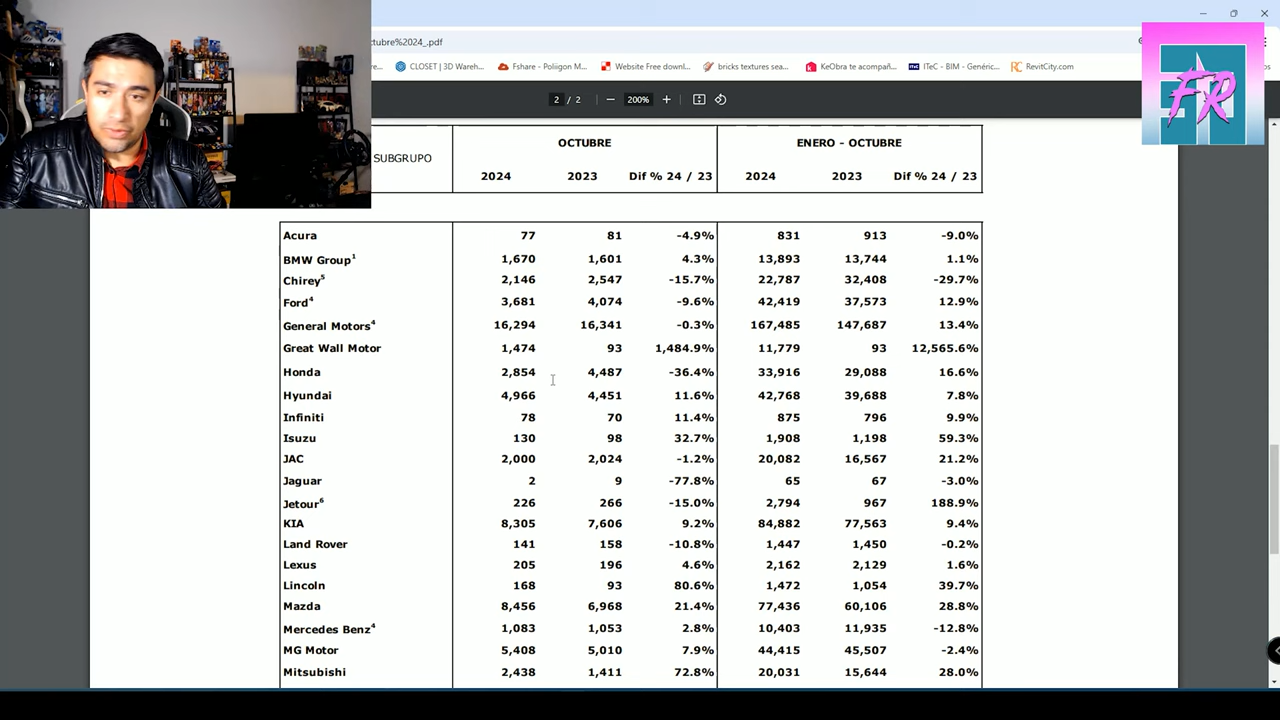 ctubre%2024_.pdf
CLOSET | 3D Wareh...
Fshare - Poliigon M...
Website Free downl...
bricks textures sea...
KeObra te acompañ...
ITeC - BIM - Genéric...
RevitCity.com
FR
2 / 2
200%
SUBGRUPO OCTUBRE ENERO - OCTUBRE
2024 2023 Dif % 24 / 23 2024 2023 Dif % 24 / 23
Acura 77 81 -4.9% 831 913 -9.0%
BMW Group1 1,670 1,601 4.3% 13,893 13,744 1.1%
Chirey5 2,146 2,547 -15.7% 22,787 32,408 -29.7%
Ford4 3,681 4,074 -9.6% 42,419 37,573 12.9%
General Motors4 16,294 16,341 -0.3% 167,485 147,687 13.4%
Great Wall Motor 1,474 93 1,484.9% 11,779 93 12,565.6%
Honda 2,854 4,487 -36.4% 33,916 29,088 16.6%
Hyundai 4,966 4,451 11.6% 42,768 39,688 7.8%
Infiniti 78 70 11.4% 875 796 9.9%
Isuzu 130 98 32.7% 1,908 1,198 59.3%
JAC 2,000 2,024 -1.2% 20,082 16,567 21.2%
Jaguar 2 9 -77.8% 65 67 -3.0%
Jetour6 226 266 -15.0% 2,794 967 188.9%
KIA 8,305 7,606 9.2% 84,882 77,563 9.4%
Land Rover 141 158 -10.8% 1,447 1,450 -0.2%
Lexus 205 196 4.6% 2,162 2,129 1.6%
Lincoln 168 93 80.6% 1,472 1,054 39.7%
Mazda 8,456 6,968 21.4% 77,436 60,106 28.8%
Mercedes Benz4 1,083 1,053 2.8% 10,403 11,935 -12.8%
MG Motor 5,408 5,010 7.9% 44,415 45,507 -2.4%
Mitsubishi 2,438 1,411 72.8% 20,031 15,644 28.0%